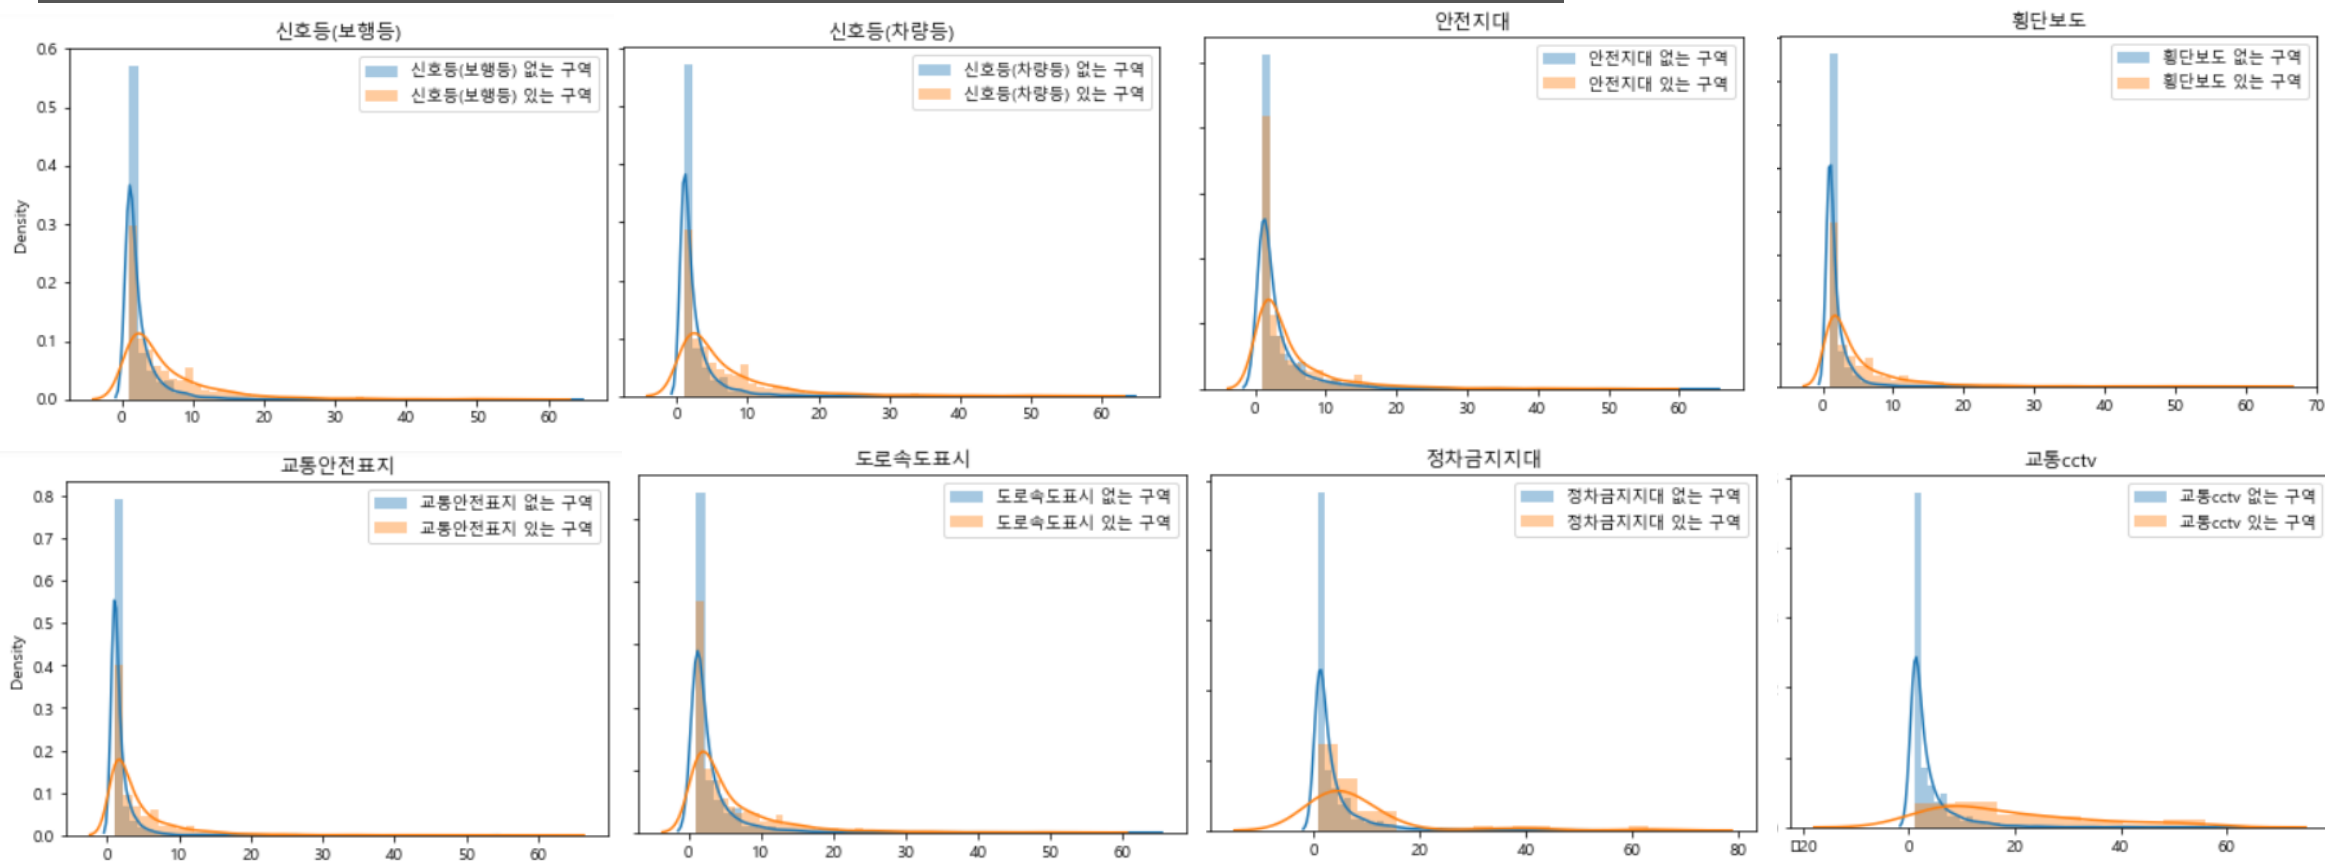 신호등(보행등)
신호등(차량등)
안전지대
횡단보도
신호등(보행등) 없는 구역
신호등(보행등) 있는 구역
신호등(차량등) 없는 구역
신호등(차량등) 있는 구역
안전지대 없는 구역
안전지대 있는 구역
횡단보도 없는 구역
횡단보도 있는 구역
Density
0.6
0.5
0.4
0.3
0.2
0.1
0.0
0 10 20 30 40 50 60
0 10 20 30 40 50 60
0 10 20 30 40 50 60
0 10 20 30 40 50 60 70
교통안전표지
도로속도표시
정차금지지대
교통cctv
교통안전표지 없는 구역
교통안전표지 있는 구역
도로속도표시 없는 구역
도로속도표시 있는 구역
정차금지지대 없는 구역
정차금지지대 있는 구역
교통cctv 없는 구역
교통cctv 있는 구역
Density
0.8
0.7
0.6
0.5
0.4
0.3
0.2
0.1
0.0
0 10 20 30 40 50 60
0 10 20 30 40 50 60
0 20 40 60 80
□20 0 20 40 60